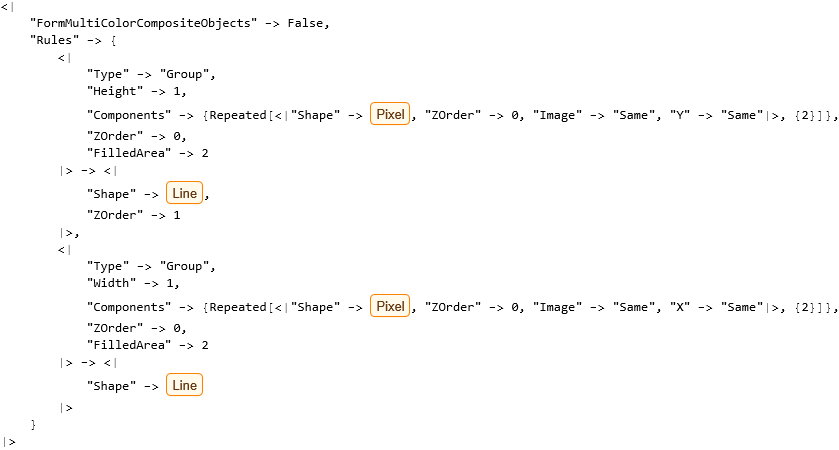 <|
    "FormMultiColorCompositeObjects" -> False,
    "Rules" -> {
        <|
            "Type" -> "Group",
            "Height" -> 1,
            "Components" -> {Repeated[<|"Shape" -> Pixel, "ZOrder" -> 0, "Image" -> "Same", "Y" -> "Same"|>, {2}]},
            "ZOrder" -> 0,
            "FilledArea" -> 2
        |> -> <|
            "Shape" -> Line,
            "ZOrder" -> 1
        |>,
        <|
            "Type" -> "Group",
            "Width" -> 1,
            "Components" -> {Repeated[<|"Shape" -> Pixel, "ZOrder" -> 0, "Image" -> "Same", "X" -> "Same"|>, {2}]},
            "ZOrder" -> 0,
            "FilledArea" -> 2
        |> -> <|
            "Shape" -> Line
        |>
    }
|>